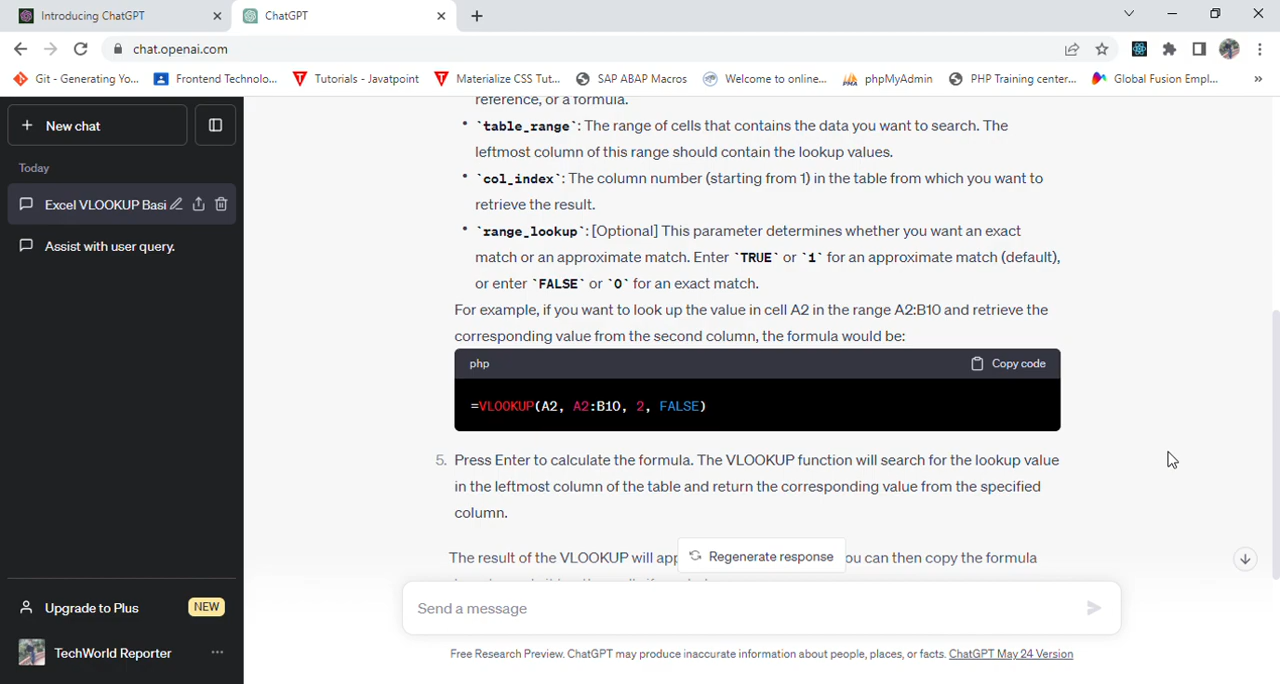 Introducing ChatGPT
ChatGPT
chat.openai.com
Git - Generating Yo...
Frontend Technolo...
Tutorials - Javatpoint
Materialize CSS Tut...
SAP ABAP Macros
Welcome to online...
phpMyAdmin
PHP Training center...
Global Fusion Empl...
»
New chat
Today
Excel VLOOKUP Basi
Assist with user query.
Upgrade to Plus NEW
TechWorld Reporter ...
reference, or a formula.
• `table_range`: The range of cells that contains the data you want to search. The
leftmost column of this range should contain the lookup values.
• `col_index`: The column number (starting from 1) in the table from which you want to
retrieve the result.
• `range_lookup`: [Optional] This parameter determines whether you want an exact
match or an approximate match. Enter `TRUE` or `1` for an approximate match (default),
or enter `FALSE` or `0` for an exact match.
For example, if you want to look up the value in cell A2 in the range A2:B10 and retrieve the
corresponding value from the second column, the formula would be:
php Copy code
=VLOOKUP(A2, A2:B10, 2, FALSE)
5. Press Enter to calculate the formula. The VLOOKUP function will search for the lookup value
in the leftmost column of the table and return the corresponding value from the specified
column.
The result of the VLOOKUP will app ou can then copy the formula
Regenerate response
Send a message
Free Research Preview. ChatGPT may produce inaccurate information about people, places, or facts. ChatGPT May 24 Version